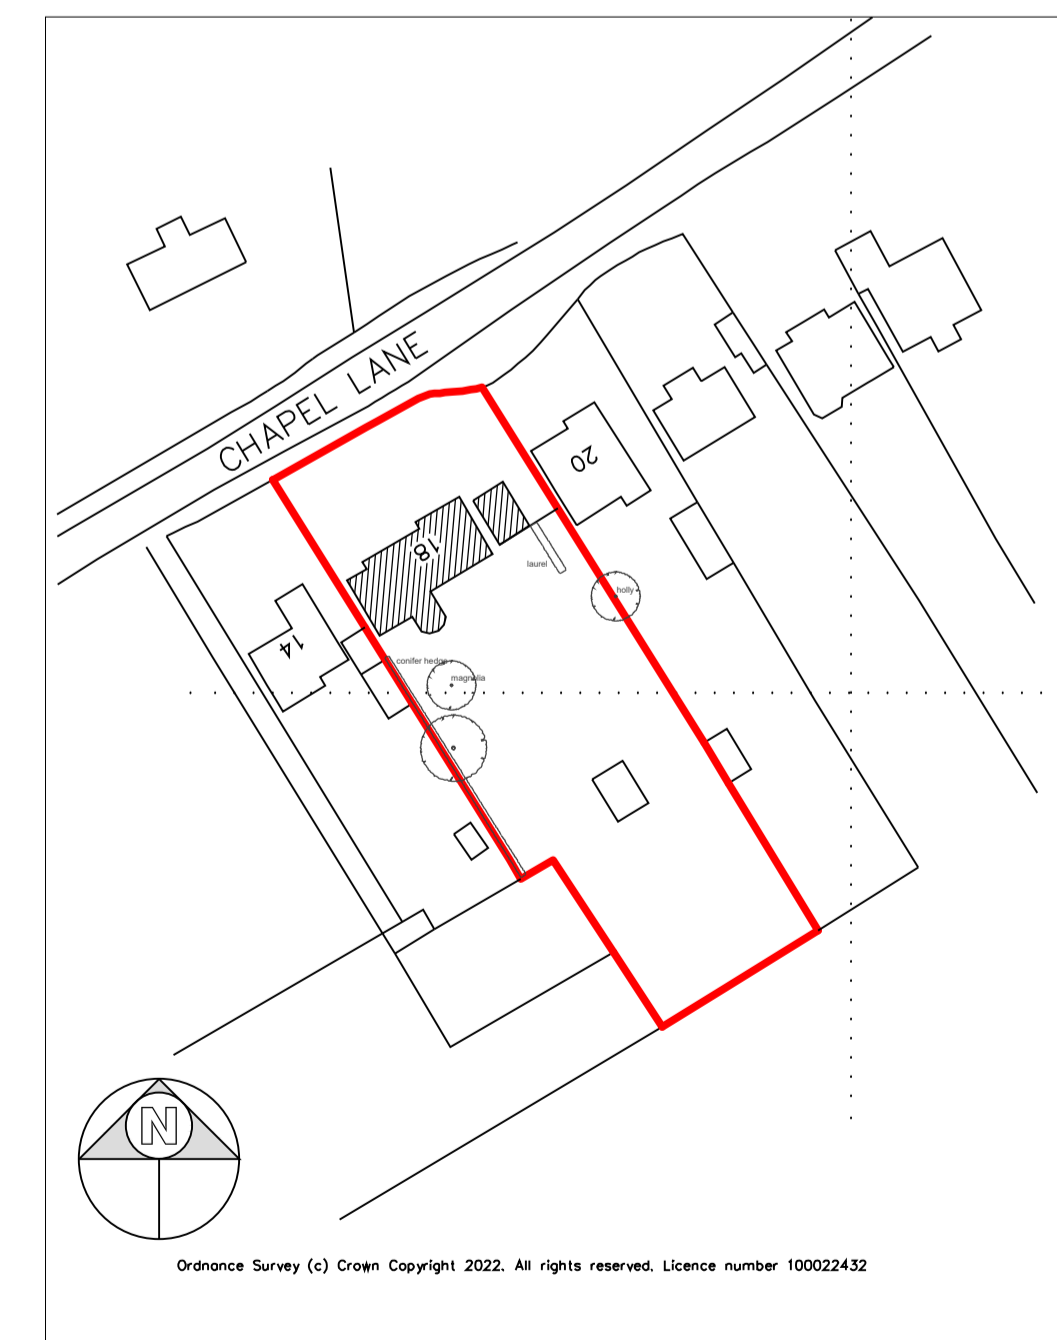 CHAPEL LANE
20
18
laurel
holly
14
conifer hedge
magnolia
N
Ordnance Survey (c) Crown Copyright 2022. All rights reserved. Licence number 100022432